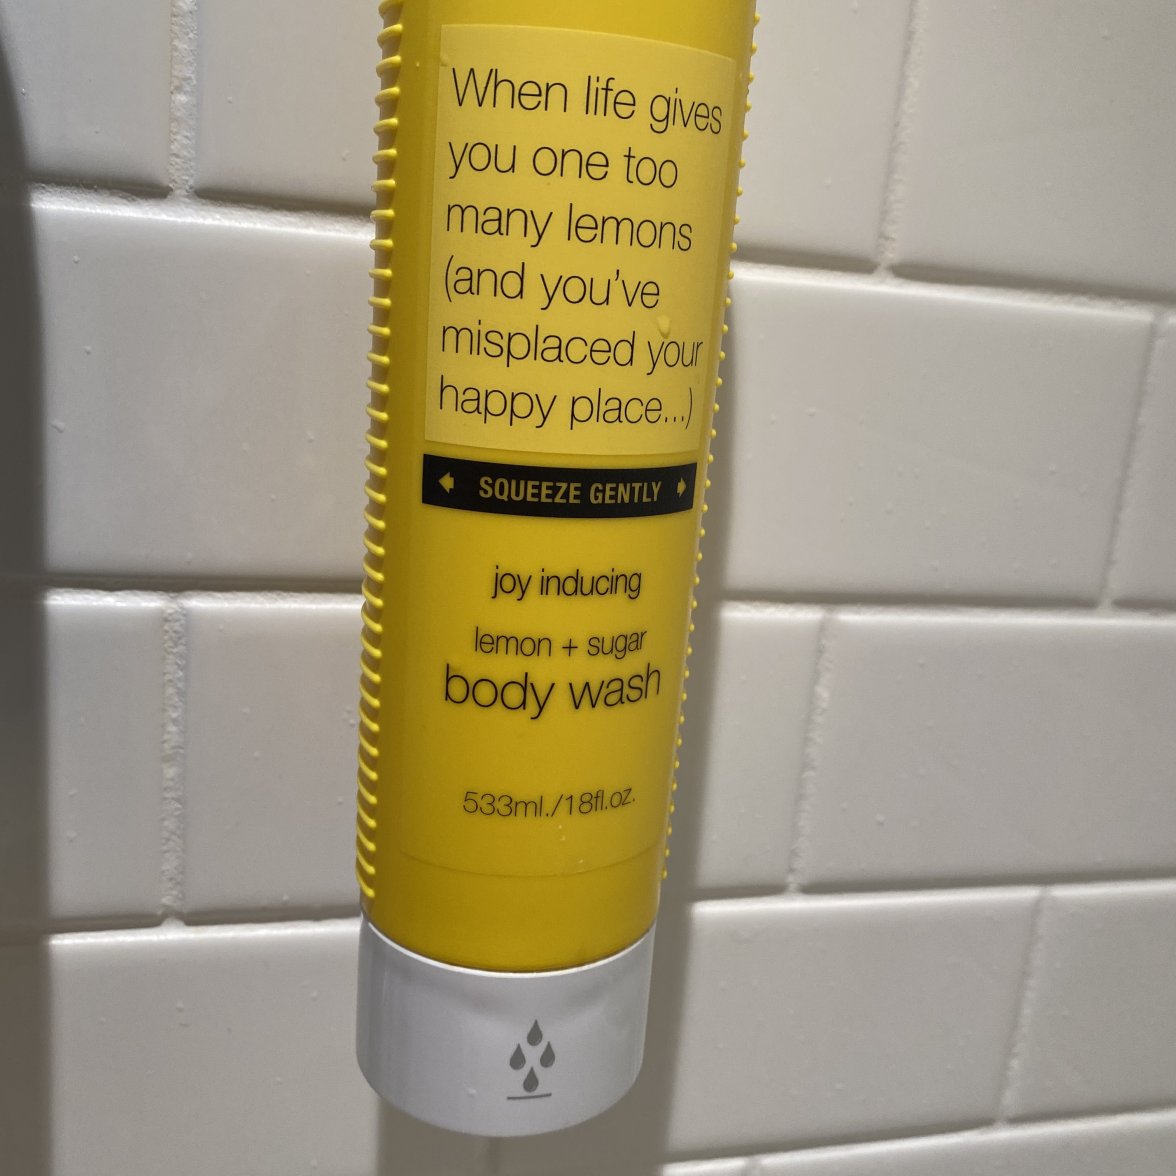 When life gives
you one too
many lemons
(and you've
misplaced your
happy place...)
SQUEEZE GENTLY
joy inducing
lemon + sugar
body wash
533ml./18fl.oz.